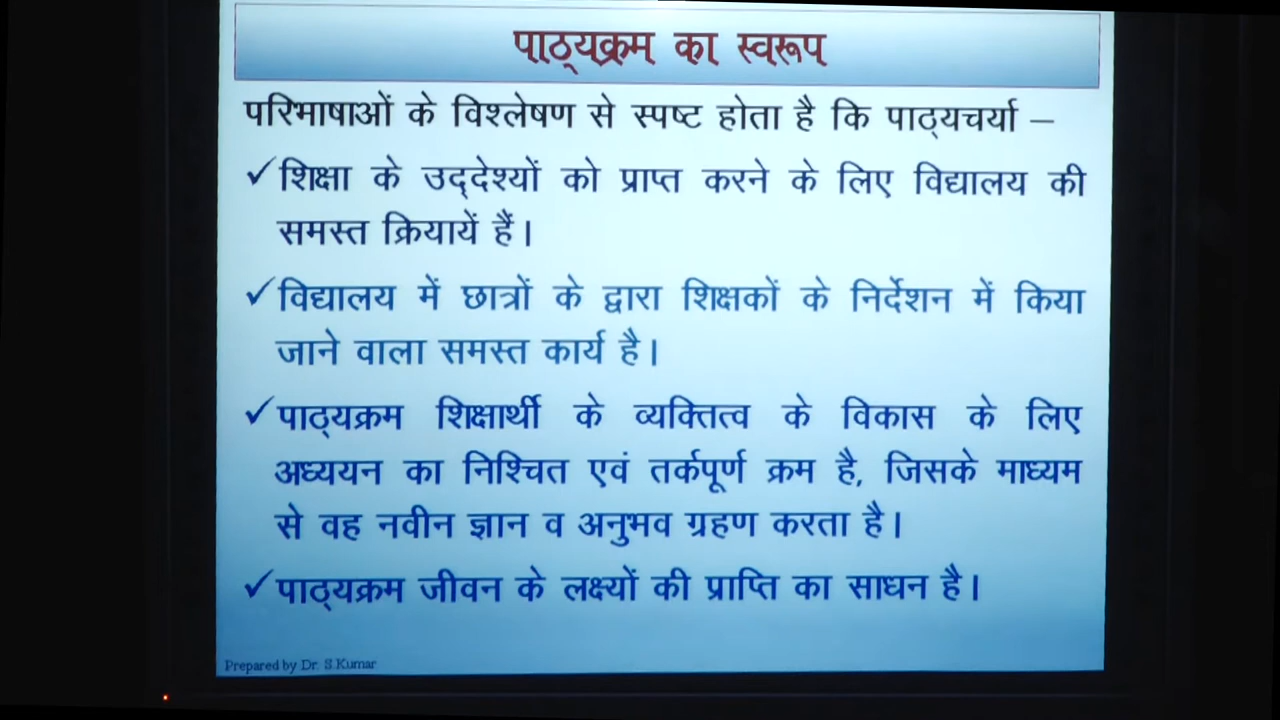 पाठ्यक्रम का स्वरूप
परिभाषाओं के विश्लेषण से स्पष्ट होता है कि पाठ्यचर्या –
✓शिक्षा के उद्देश्यों को प्राप्त करने के लिए विद्यालय की
समस्त क्रियायें हैं।
✓विद्यालय में छात्रों के द्वारा शिक्षकों के निर्देशन में किया
जाने वाला समस्त कार्य है।
✓पाठ्यक्रम शिक्षार्थी के व्यक्तित्व के विकास के लिए
अध्ययन का निश्चित एवं तर्कपूर्ण क्रम है, जिसके माध्यम
से वह नवीन ज्ञान व अनुभव ग्रहण करता है।
✓पाठ्यक्रम जीवन के लक्ष्यों की प्राप्ति का साधन है।
Prepared by Dr. S.Kumar